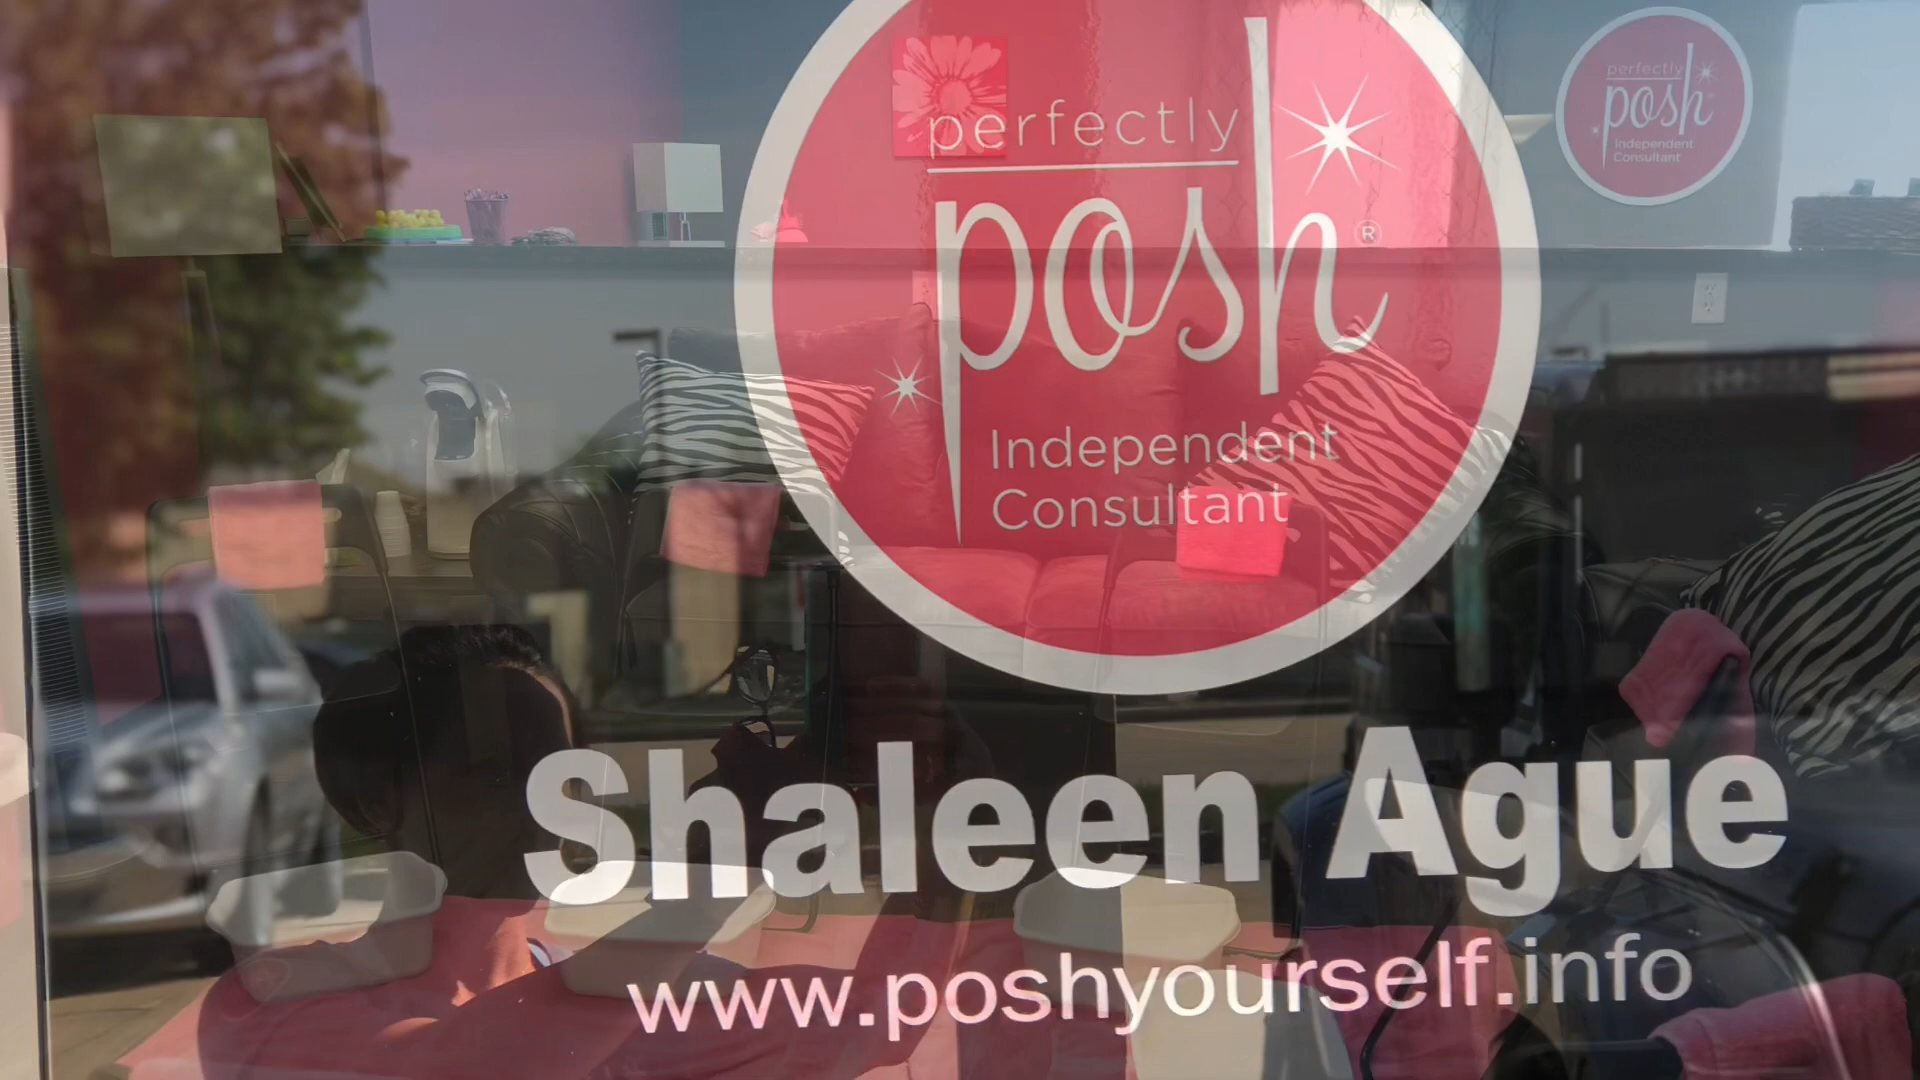 perfectly
posh®
Independent
Consultant
perfectly
posh
Independent
Consultant
Shaleen Ague
www.poshyourself.info